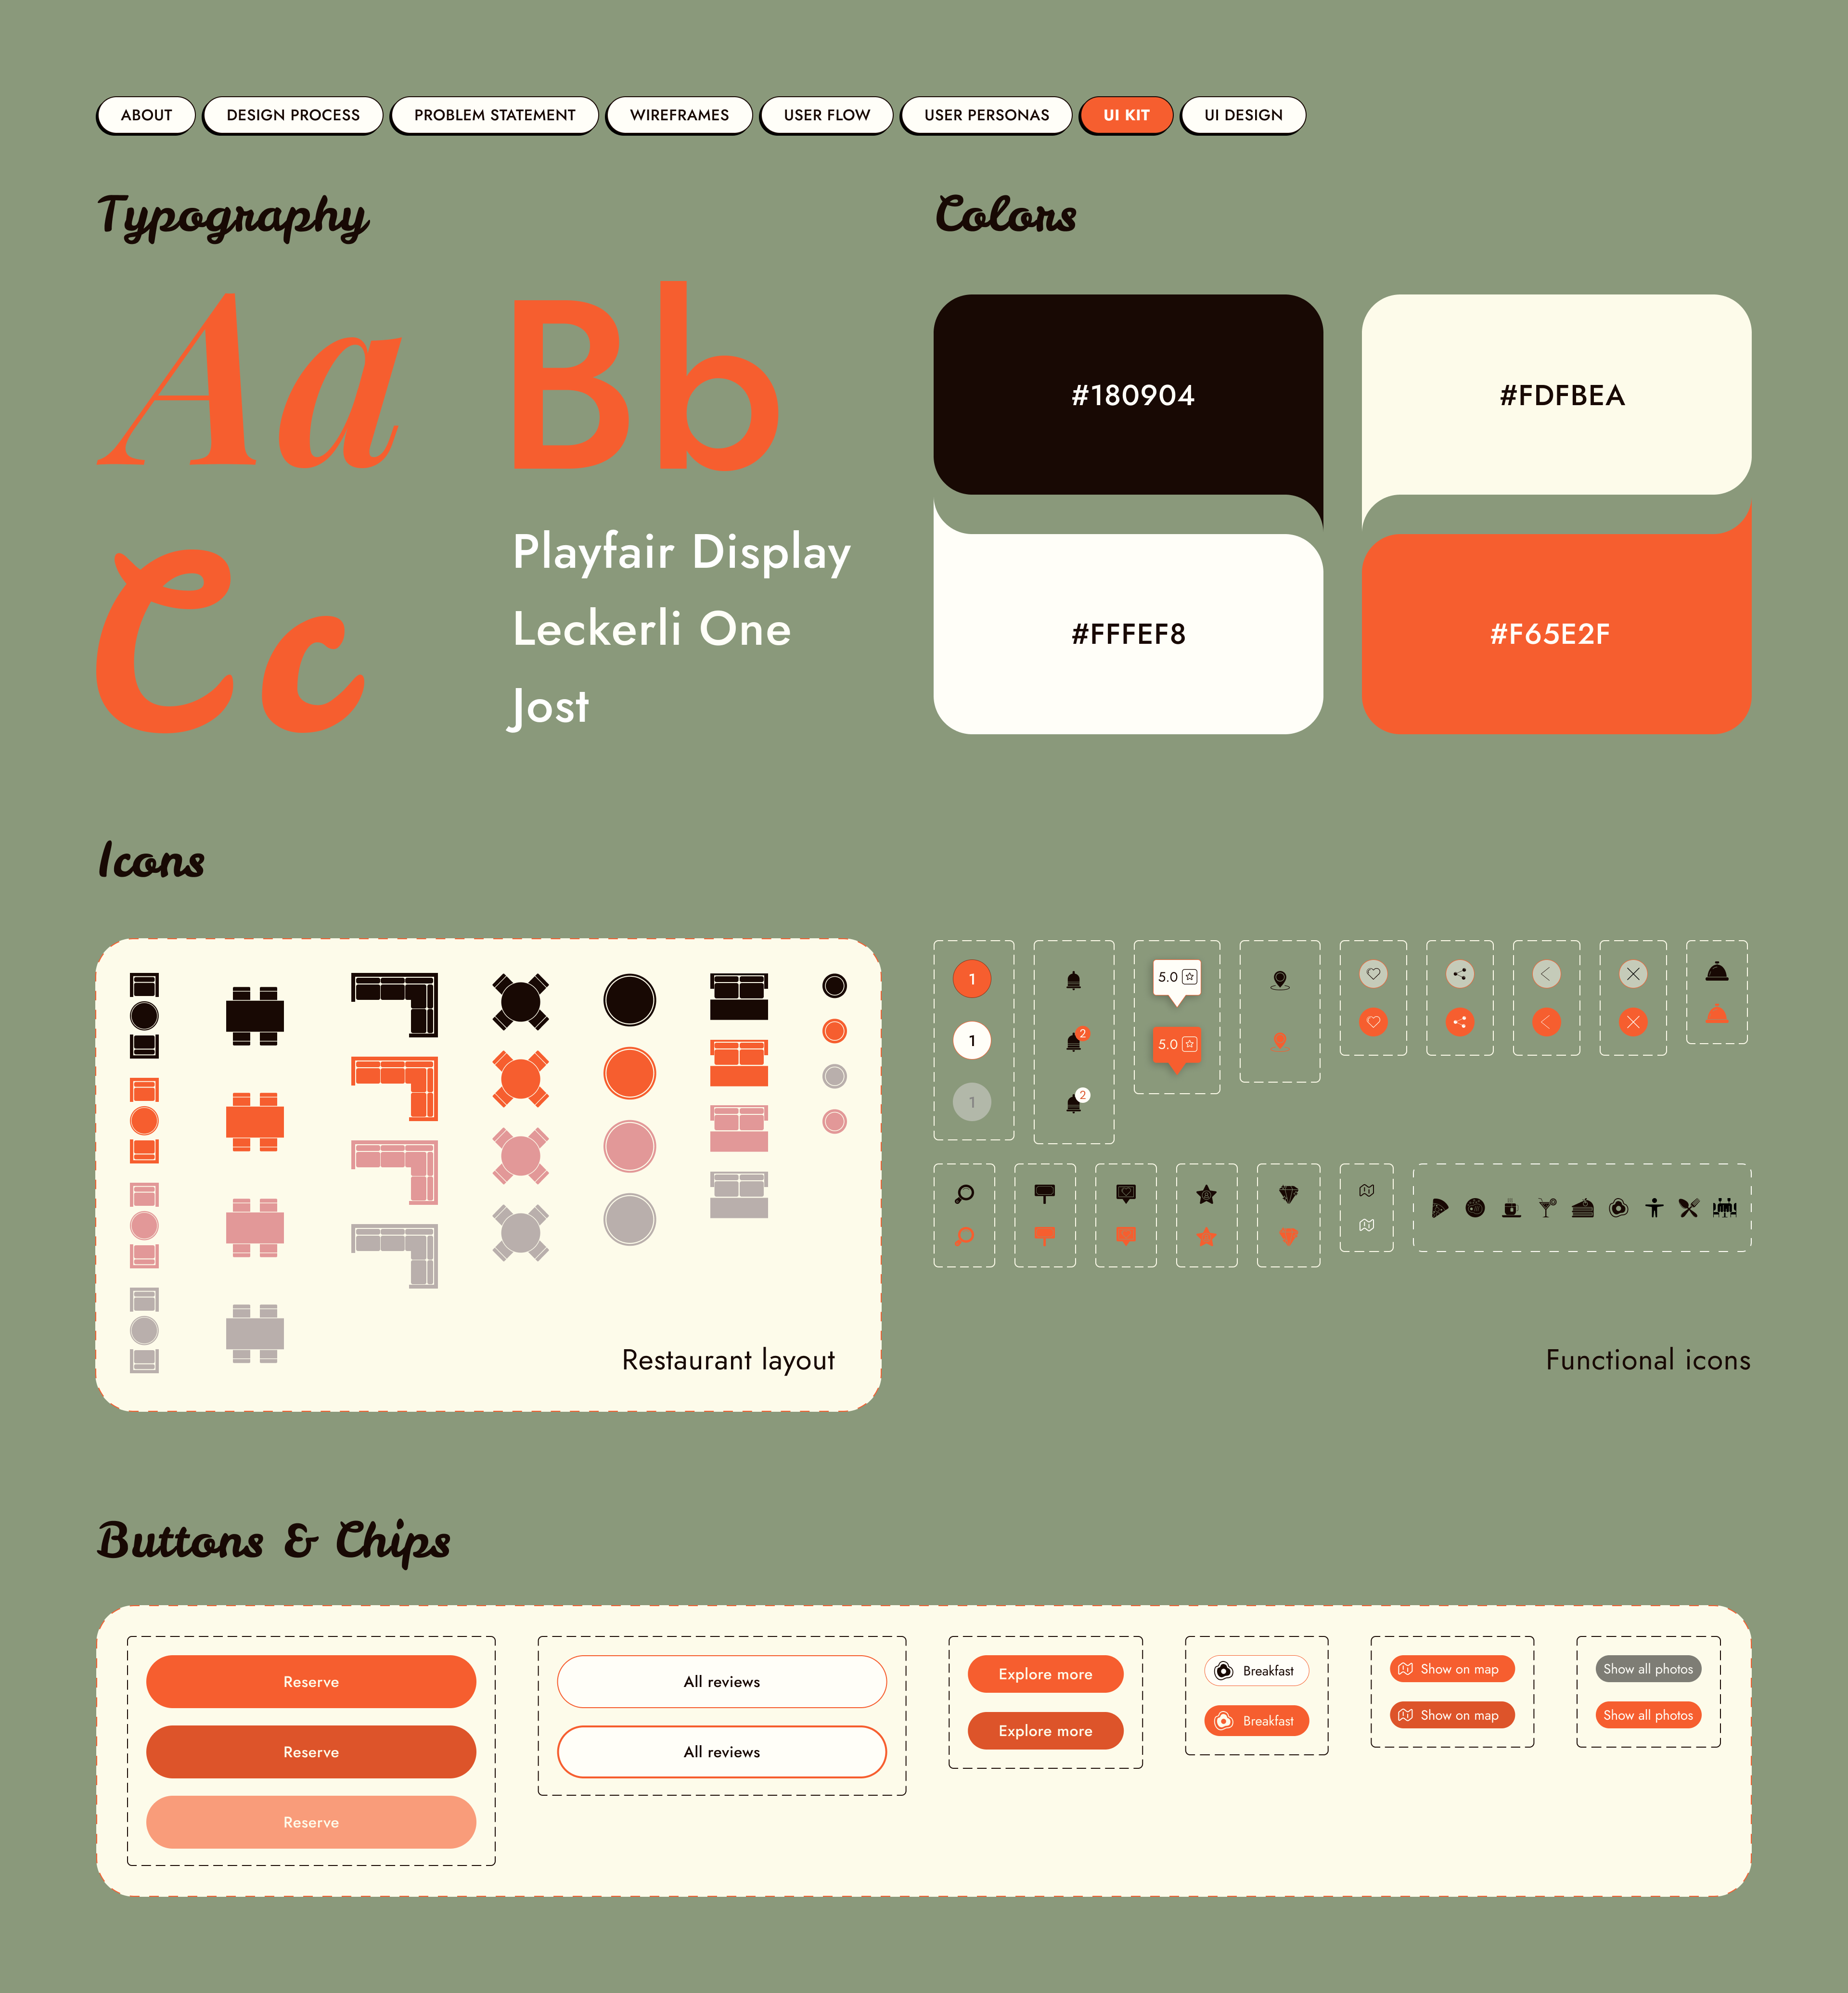 ABOUT
DESIGN PROCESS
PROBLEM STATEMENT
WIREFRAMES
USER FLOW
USER PERSONAS
UI KIT
UI DESIGN
Typography
Aa
Bb
Cc
Playfair Display
Leckerli One
Jost
Colors
#180904
#FDFBEA
#FFFEF8
#F65E2F
Icons
Restaurant layout
1
1
1
2
2
5.0
5.0
Functional icons
Buttons & Chips
Reserve
Reserve
Reserve
All reviews
All reviews
Explore more
Explore more
Breakfast
Breakfast
Show on map
Show on map
Show all photos
Show all photos